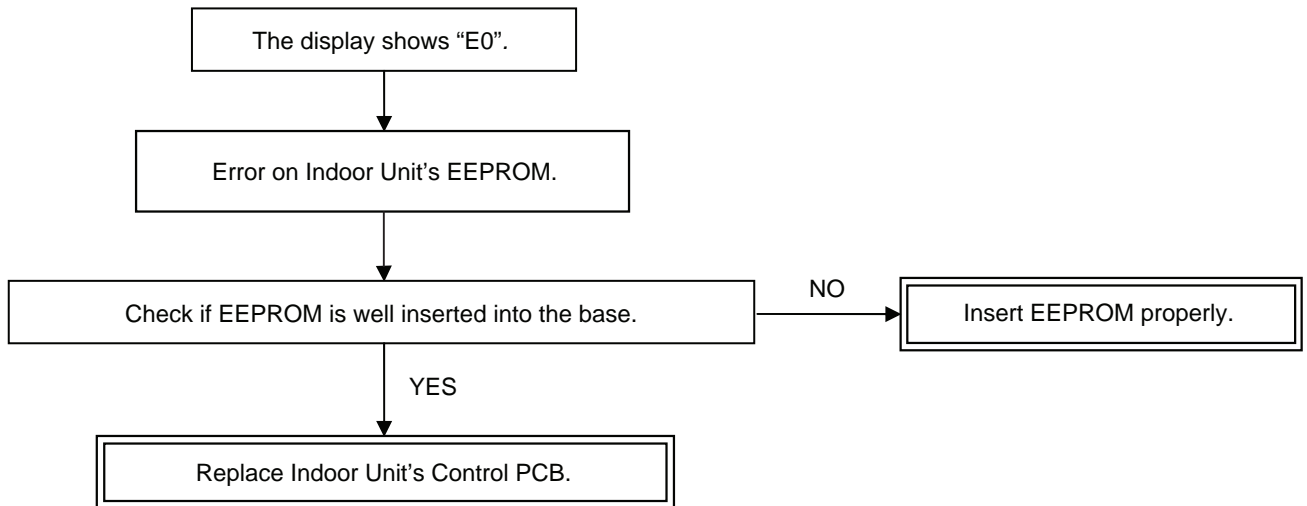 The display shows “E0”.
Error on Indoor Unit’s EEPROM.
Check if EEPROM is well inserted into the base.
NO
Insert EEPROM properly.
YES
Replace Indoor Unit’s Control PCB.